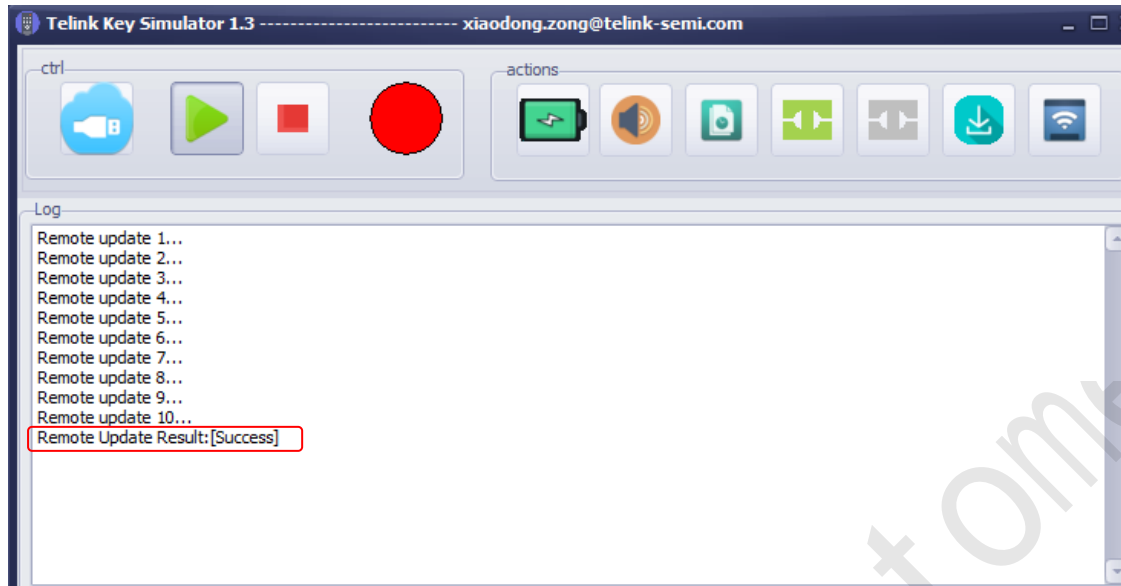 Telink Key Simulator 1.3 -------------------------- xiaodong.zong@telink-semi.com
ctrl
actions
Log
Remote update 1...
Remote update 2...
Remote update 3...
Remote update 4...
Remote update 5...
Remote update 6...
Remote update 7...
Remote update 8...
Remote update 9...
Remote update 10...
Remote Update Result:[Success]